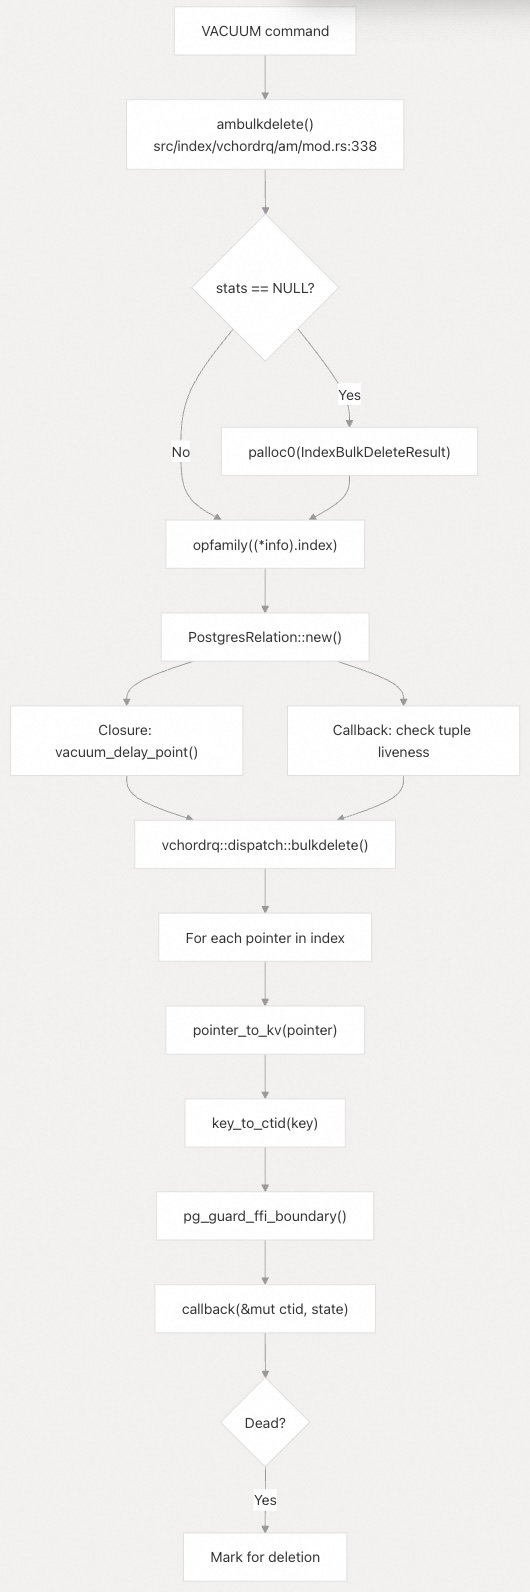 VACUUM command
ambulkdelete()
src/index/vchordrq/am/mod.rs:338
stats == NULL?
Yes
No
palloc0(IndexBulkDeleteResult)
opfamily((*info).index)
PostgresRelation::new()
Closure:
vacuum_delay_point()
Callback: check tuple
liveness
vchordrq::dispatch::bulkdelete()
For each pointer in index
pointer_to_kv(pointer)
key_to_ctid(key)
pg_guard_ffi_boundary()
callback(&mut ctid, state)
Dead?
Yes
Mark for deletion